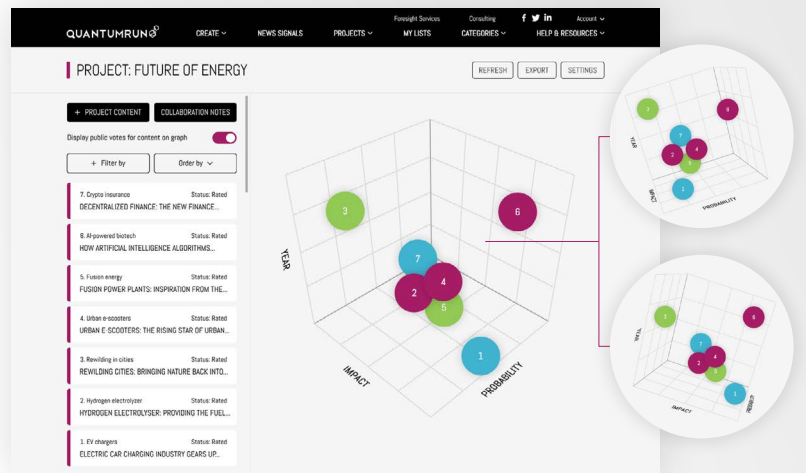 Foresight Services Consulting f in Account
QUANTUMRUN CREATE NEWS SIGNALS PROJECTS MY LISTS CATEGORIES HELP & RESOURCES
PROJECT: FUTURE OF ENERGY
REFRESH EXPORT SETTINGS
+ PROJECT CONTENT COLLABORATION NOTES
Display public votes for content on graph
+ Filter by Order by
7. Crypto insurance Status: Rated
DECENTRALIZED FINANCE: THE NEW FINANCE...
6. AI-powered biotech Status: Rated
HOW ARTIFICIAL INTELLIGENCE ALGORITHMS...
5. Fusion energy Status: Rated
FUSION POWER PLANTS: INSPIRATION FROM THE...
4. Urban e-scooters Status: Rated
URBAN E-SCOOTERS: THE RISING STAR OF URBAN...
3. Rewilding in cities Status: Rated
REWILDING CITIES: BRINGING NATURE BACK INTO...
2. Hydrogen electrolyzer Status: Rated
HYDROGEN ELECTROLYSER: PROVIDING THE FUEL...
1. EV chargers Status: Rated
ELECTRIC CAR CHARGING INDUSTRY GEARS UP...
3
6
7
4
2
5
1
YEAR
IMPACT
PROBABILITY
3
6
7
4
2
5
1
YEAR
IMPACT
PROBABILITY
3
6
7
4
2
5
1
YEAR
IMPACT